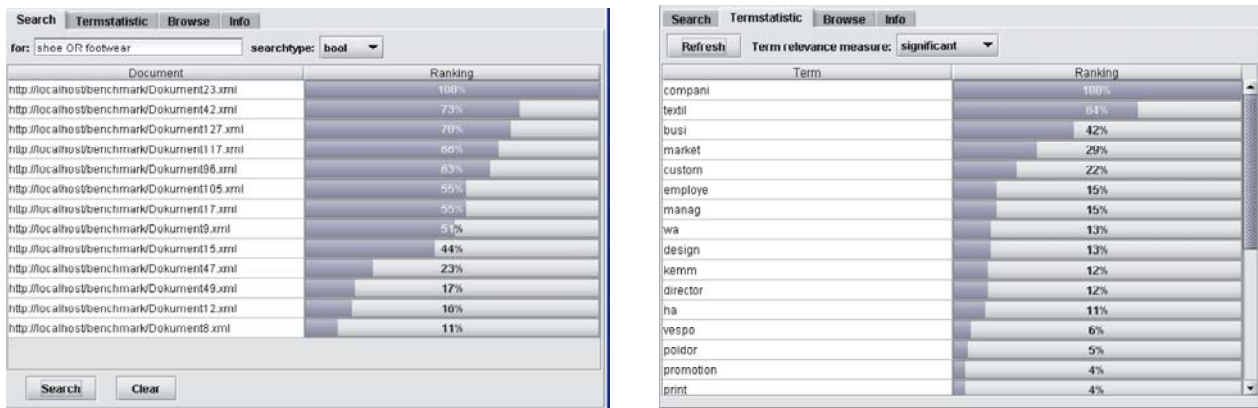 Search Termstatistic Browse Info
for: shoe OR footwear searchtype: bool
Document Ranking
http://localhost/benchmark/Dokument23.xml 100%
http://localhost/benchmark/Dokument42.xml 73%
http://localhost/benchmark/Dokument127.xml 70%
http://localhost/benchmark/Dokument117.xml 66%
http://localhost/benchmark/Dokument96.xml 63%
http://localhost/benchmark/Dokument105.xml 55%
http://localhost/benchmark/Dokument17.xml 55%
http://localhost/benchmark/Dokument9.xml 51%
http://localhost/benchmark/Dokument15.xml 44%
http://localhost/benchmark/Dokument47.xml 23%
http://localhost/benchmark/Dokument49.xml 17%
http://localhost/benchmark/Dokument12.xml 16%
http://localhost/benchmark/Dokument8.xml 11%
Search Clear
Search Termstatistic Browse Info
Refresh Term relevance measure: significant
Term Ranking
compani 100%
textil 64%
busi 42%
market 29%
custom 22%
employe 15%
manag 15%
wa 13%
design 13%
kemm 12%
director 12%
ha 11%
vespo 6%
poldor 5%
promotion 4%
print 4%